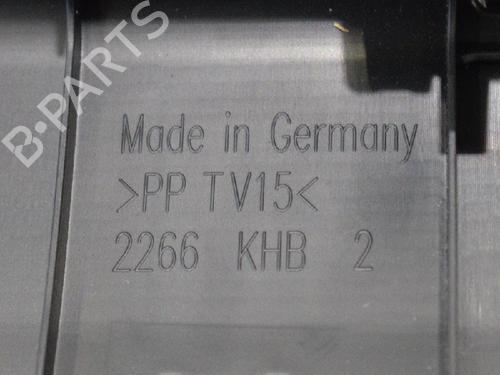 B-PARTS
Made in Germany
>PP TV15<
2266 KHB 2